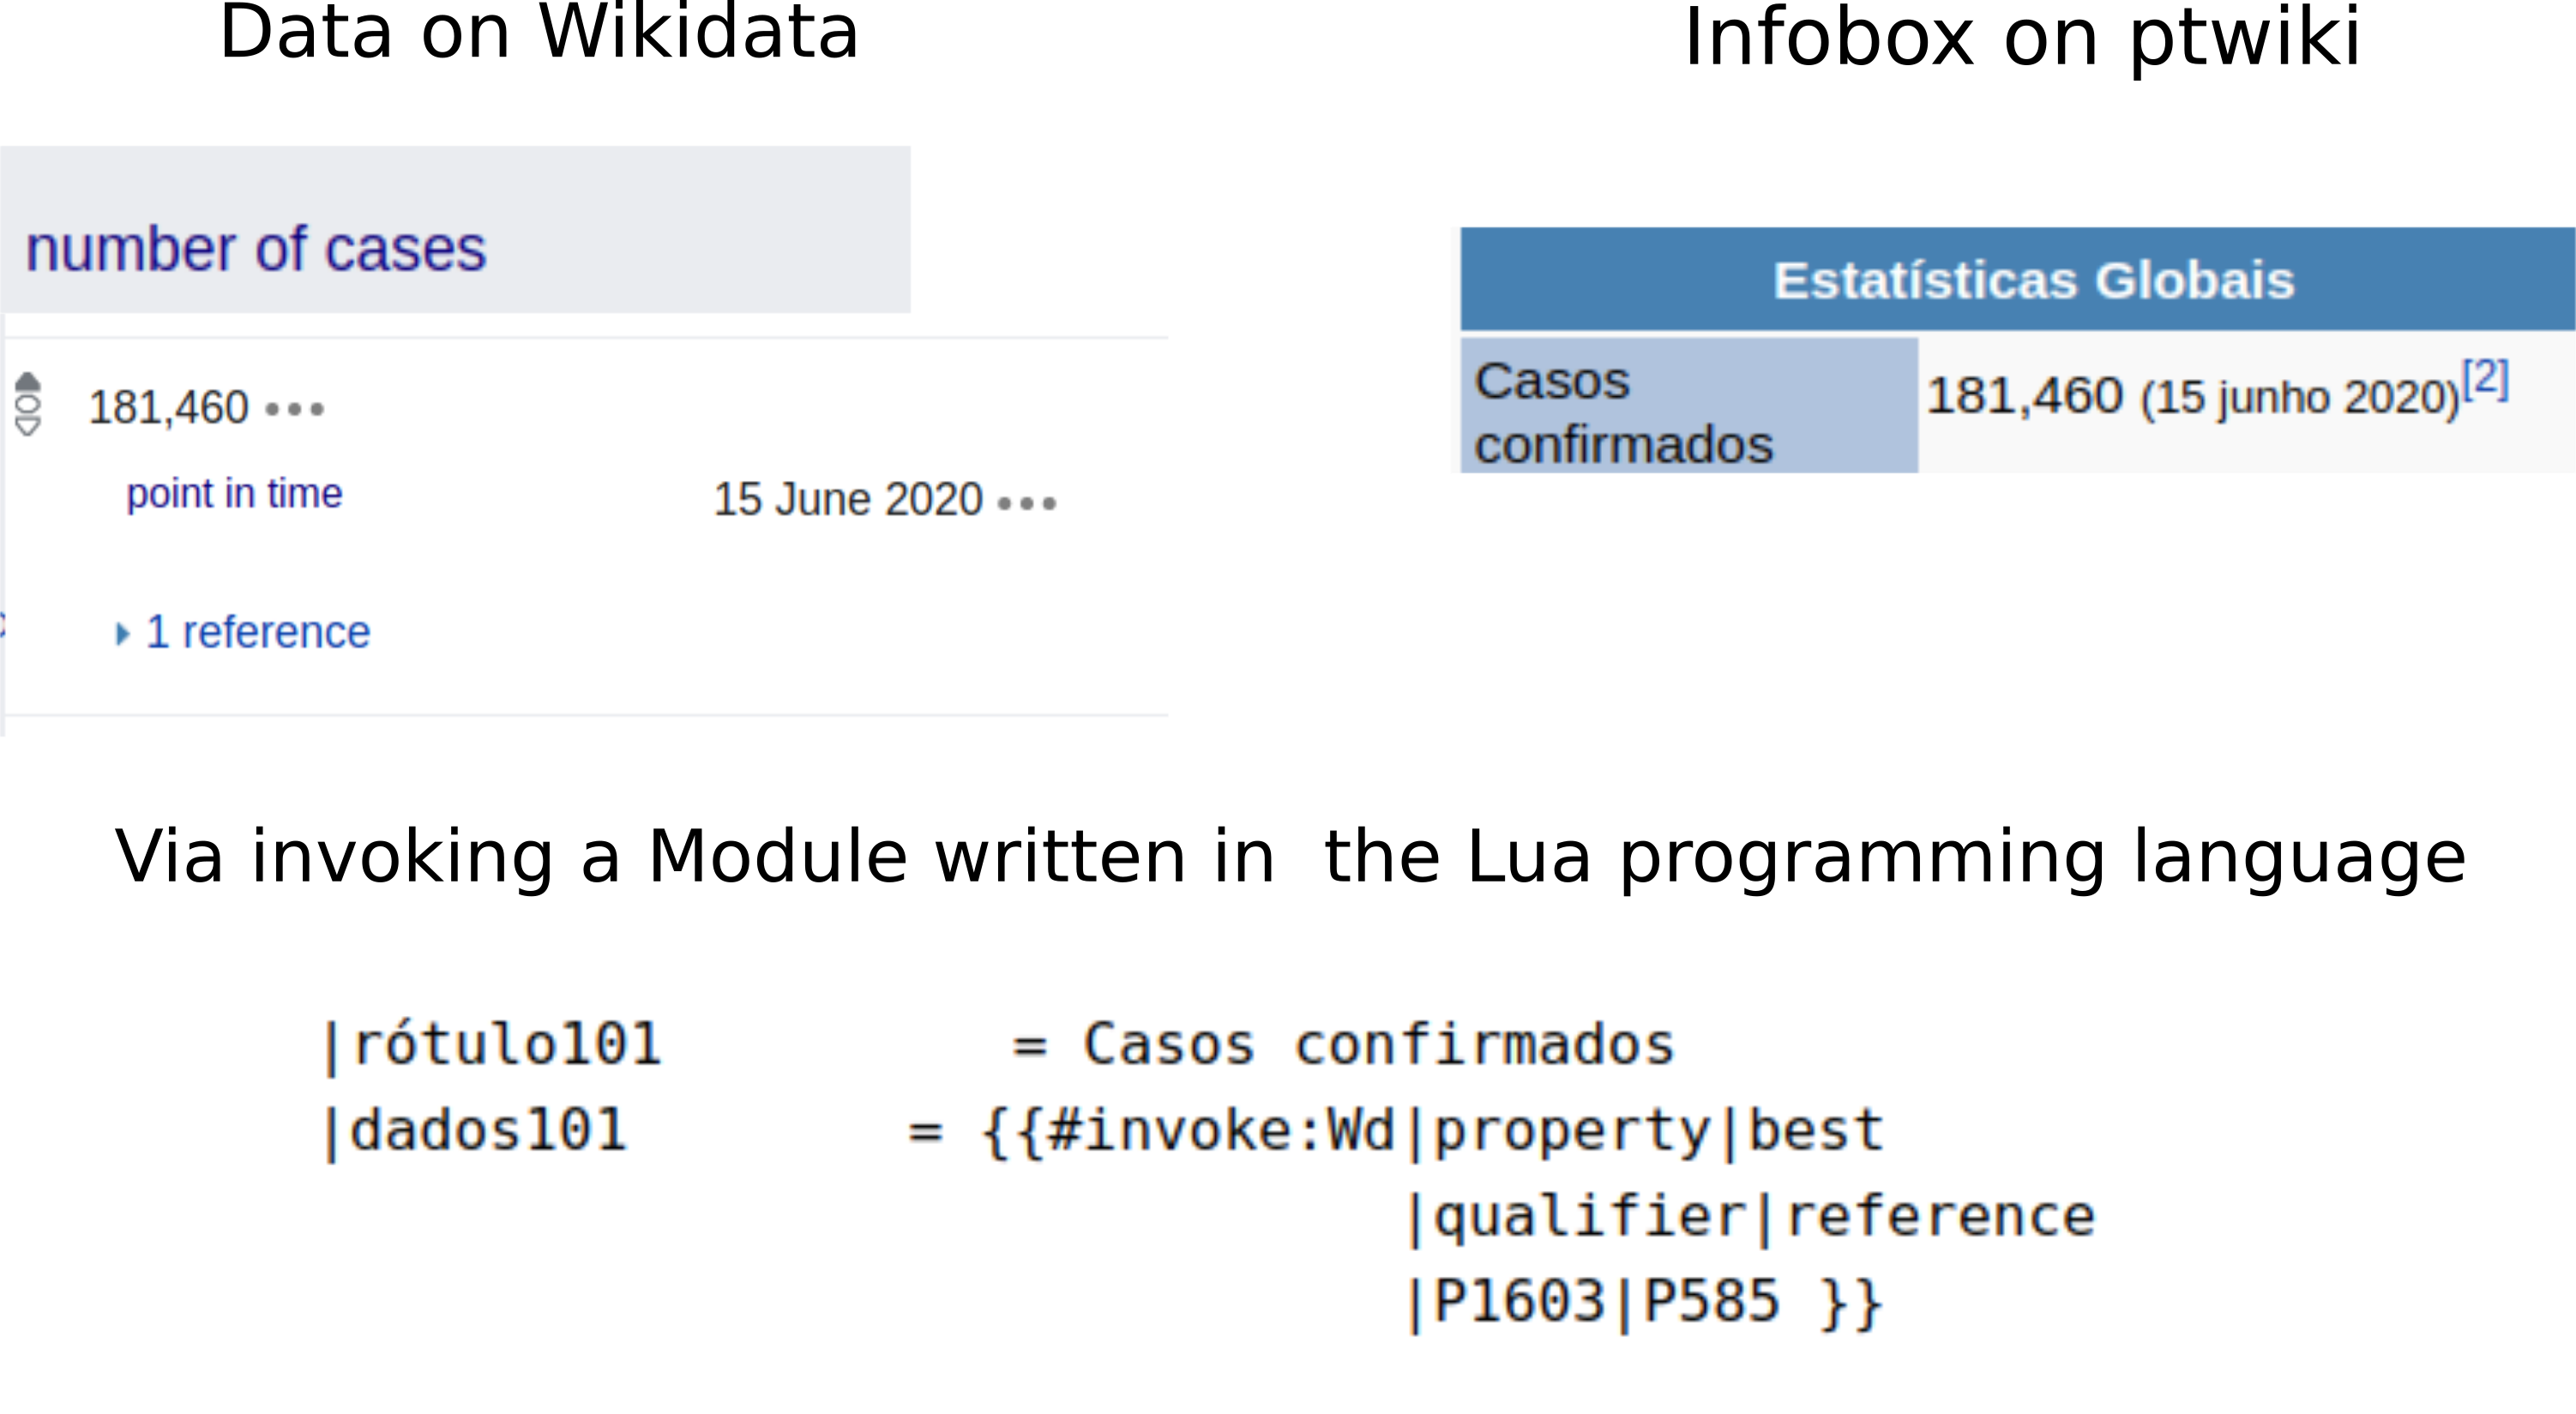 Data on Wikidata
Infobox on ptwiki
number of cases
181,460
point in time
15 June 2020
1 reference
Estatísticas Globais
Casos
confirmados
181,460 (15 junho 2020)[2]
Via invoking a Module written in  the Lua programming language
|rótulo101 = Casos confirmados
|dados101 = {{#invoke:Wd|property|best
|qualifier|reference
|P1603|P585 }}